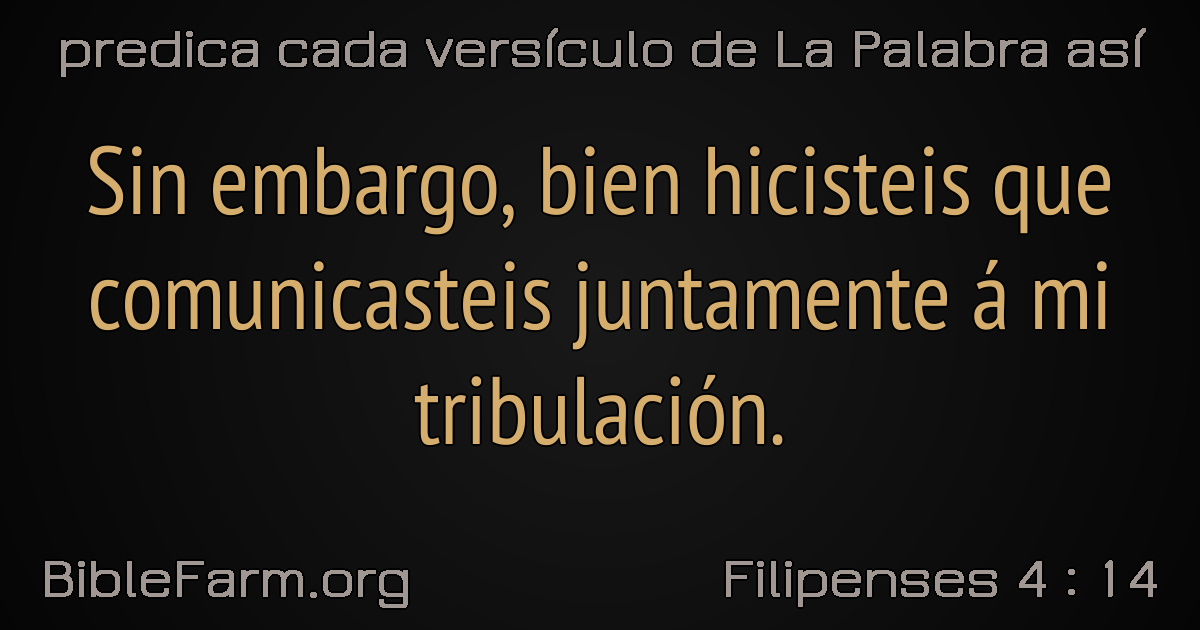 predica cada versículo de La Palabra así
Sin embargo, bien hicisteis que
comunicasteis juntamente á mi
tribulación.
BibleFarm.org
Filipenses 4 : 14